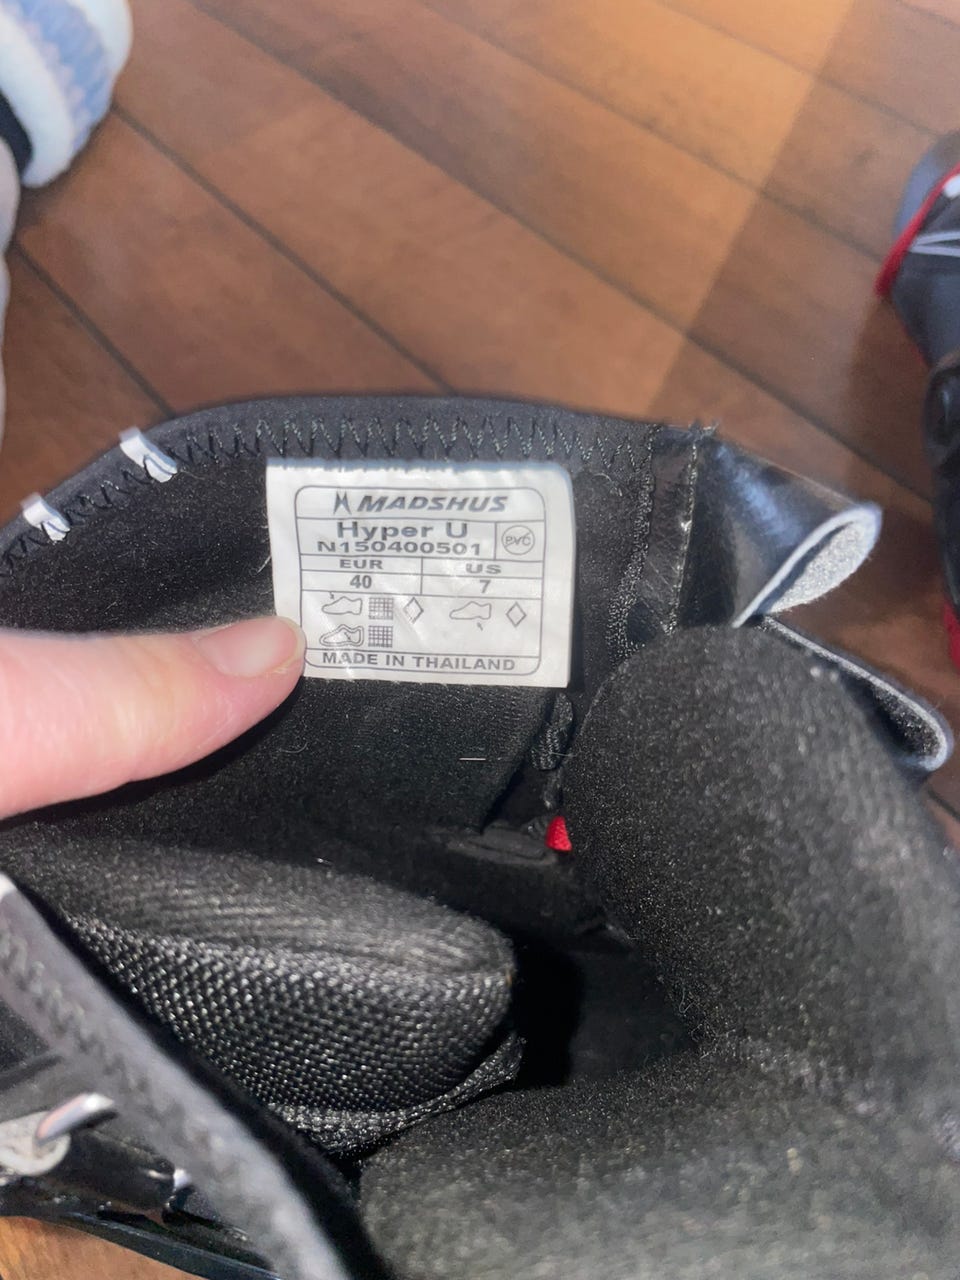 MADSHUS
Hyper U
N150400501
PVC
EUR
US
40
7
MADE IN THAILAND